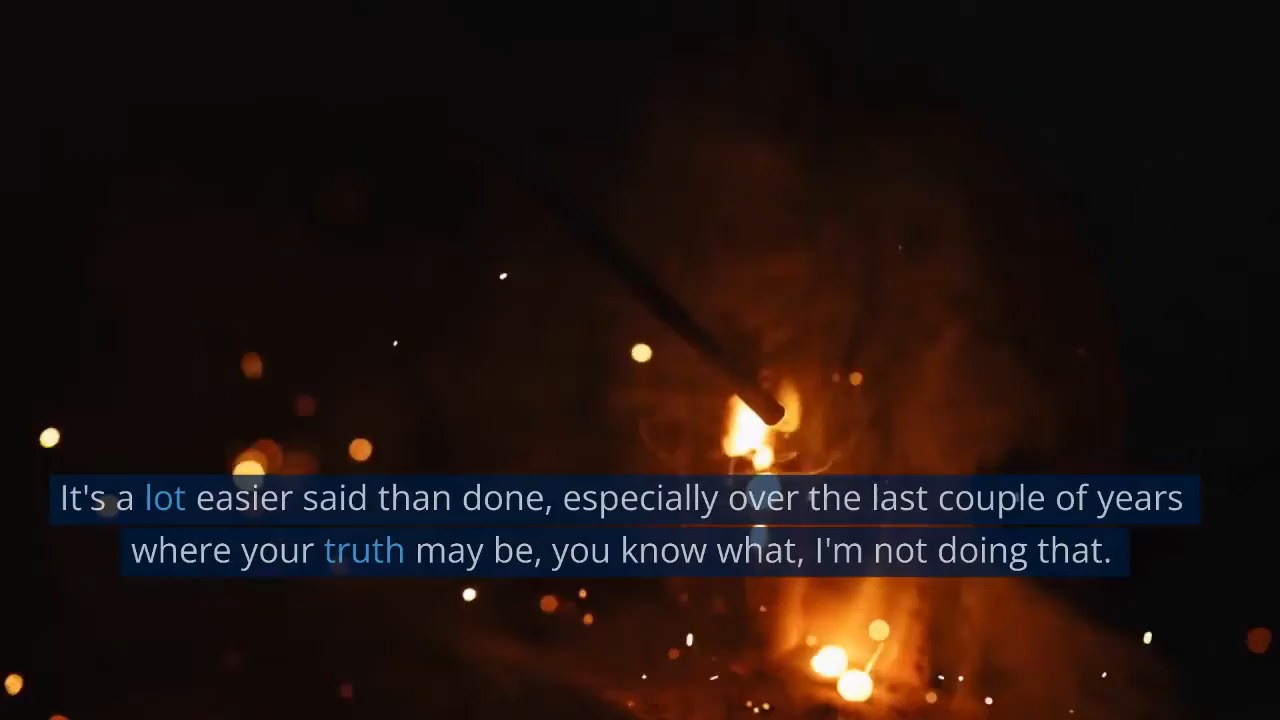 It's a lot easier said than done, especially over the last couple of years
where your truth may be, you know what, I'm not doing that.